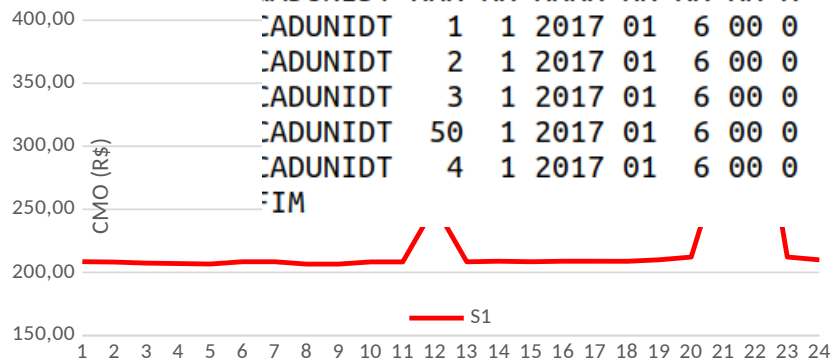 400,00
CADUNIDT 1 1 2017 01 6 00 0
350,00
CADUNIDT 2 1 2017 01 6 00 0
CADUNIDT 3 1 2017 01 6 00 0
300,00
CADUNIDT 50 1 2017 01 6 00 0
CADUNIDT 4 1 2017 01 6 00 0
CMO (R$)
250,00
FIM
200,00
S1
150,00
1 2 3 4 5 6 7 8 9 10 11 12 13 14 15 16 17 18 19 20 21 22 23 24